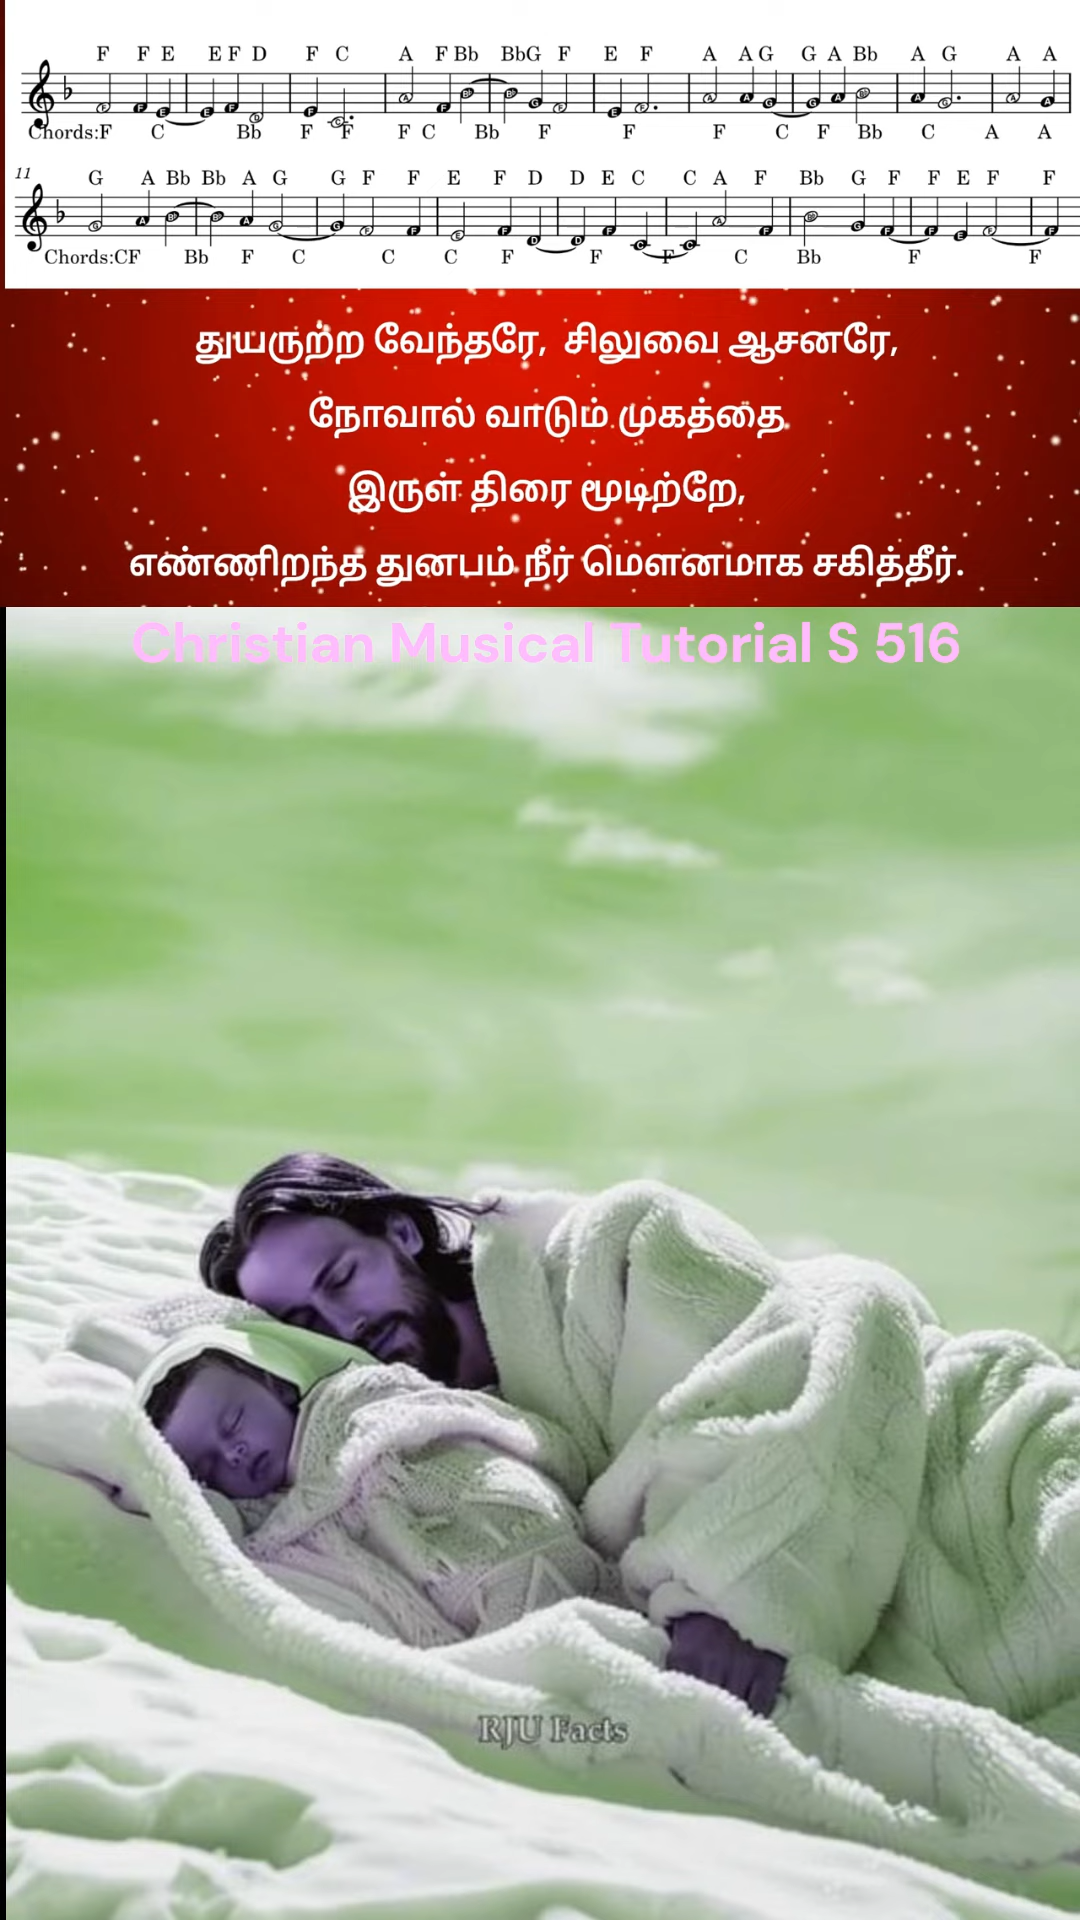 F F E E F D F C A F Bb Bb G F E F A A G G A Bb A G A A
Chords:F C Bb F F F C Bb F F F C F Bb C A A
11
G A Bb Bb A G G F F E F D D E C C A F Bb G F F E F F
Chords:CF Bb F C C C F F F C Bb F F
துயருற்ற வேந்தரே, சிலுவை ஆசனரே,
நோவால் வாடும் முகத்தை
இருள் திரை மூடிற்றே,
எண்ணிறந்த துனபம் நீர் மௌனமாக சகித்தீர்.
Christian Musical Tutorial S 516
RJU Facts